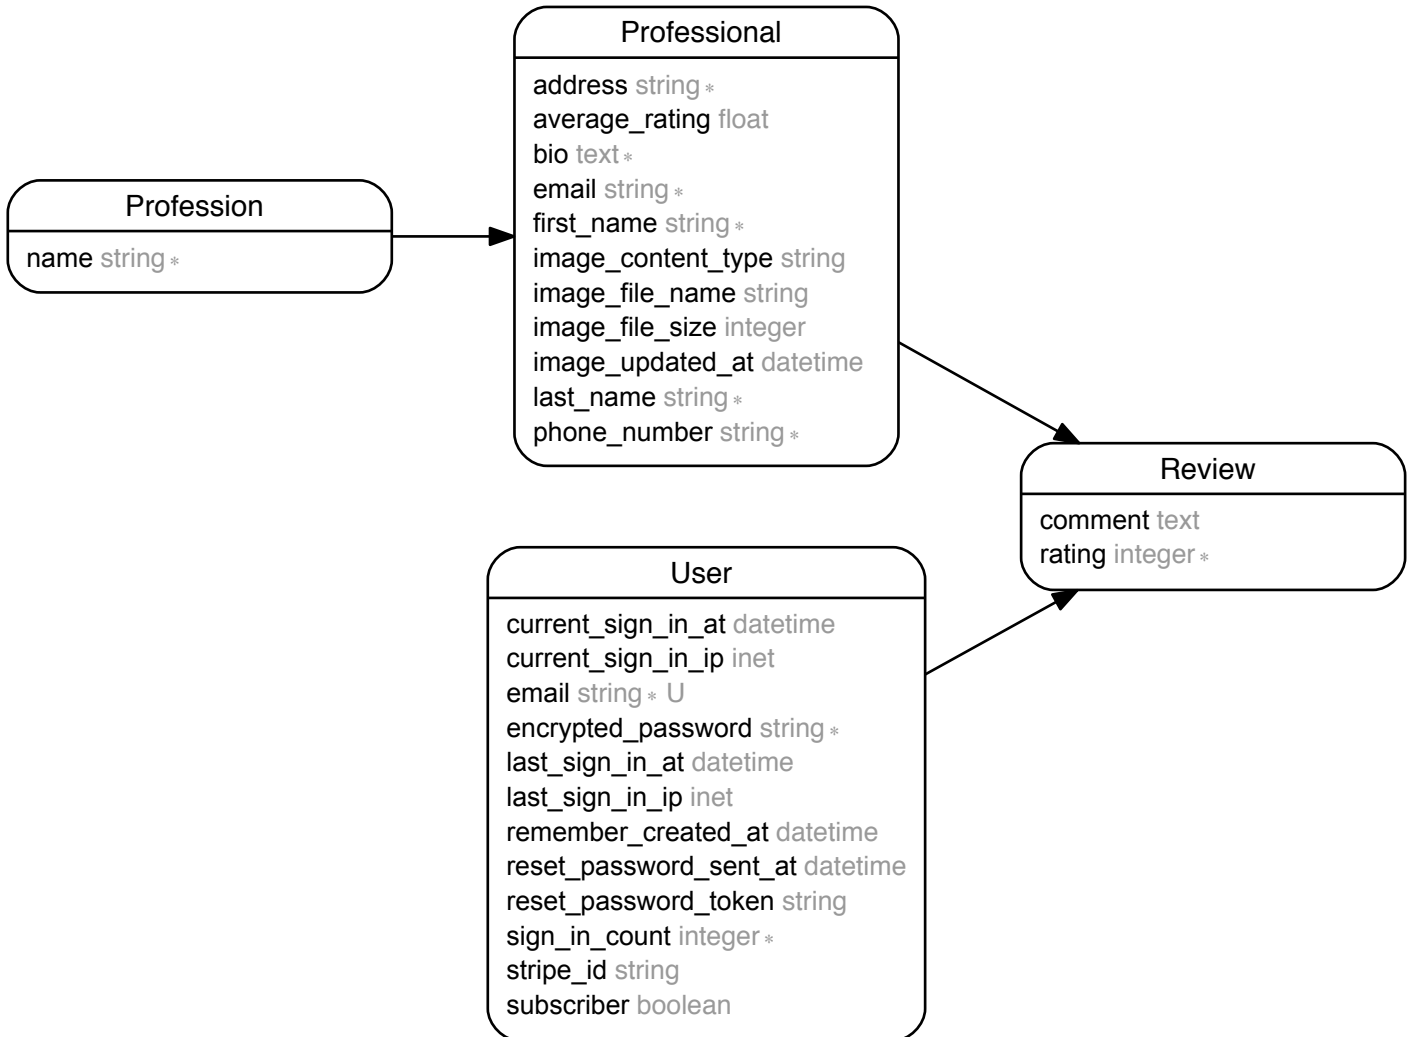 Profession
name string *
Professional
address string *
average_rating float
bio text *
email string *
first_name string *
image_content_type string
image_file_name string
image_file_size integer
image_updated_at datetime
last_name string *
phone_number string *
User
current_sign_in_at datetime
current_sign_in_ip inet
email string * U
encrypted_password string *
last_sign_in_at datetime
last_sign_in_ip inet
remember_created_at datetime
reset_password_sent_at datetime
reset_password_token string
sign_in_count integer *
stripe_id string
subscriber boolean
Review
comment text
rating integer *